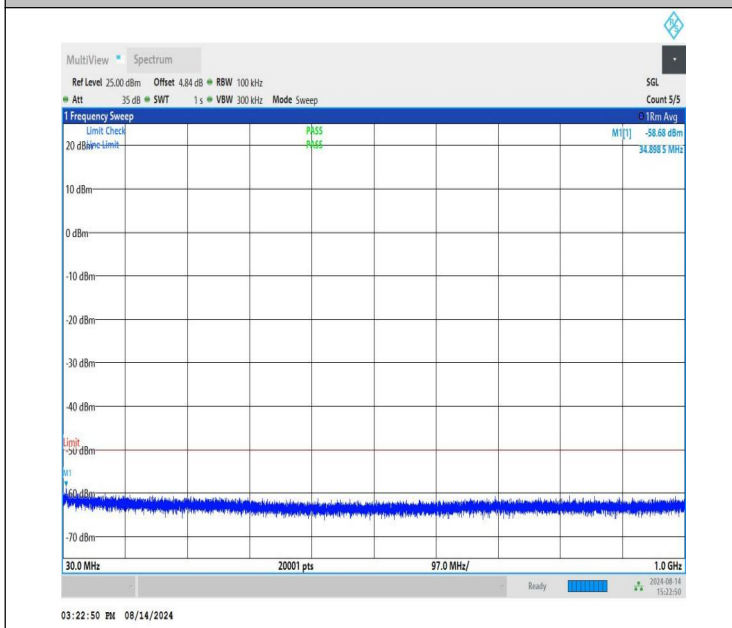 MultiView Spectrum
Ref Level 25.00 dBm Offset 4.84 dB RBW 100 kHz SGL
Att 35 dB SWT 1 s VBW 300 kHz Mode Sweep Count 5/5
1 Frequency Sweep 1Rm Avg
Limit Check PASS M1[1] -58.68 dBm
20 dBm Line Limit PASS 34.898 5 MHz
10 dBm
0 dBm
-10 dBm
-20 dBm
-30 dBm
-40 dBm
Limit
-50 dBm
M1
-60 dBm
-70 dBm
30.0 MHz 20001 pts 97.0 MHz/ 1.0 GHz
Ready 2024-08-14
15:22:50
03:22:50 PM 08/14/2024